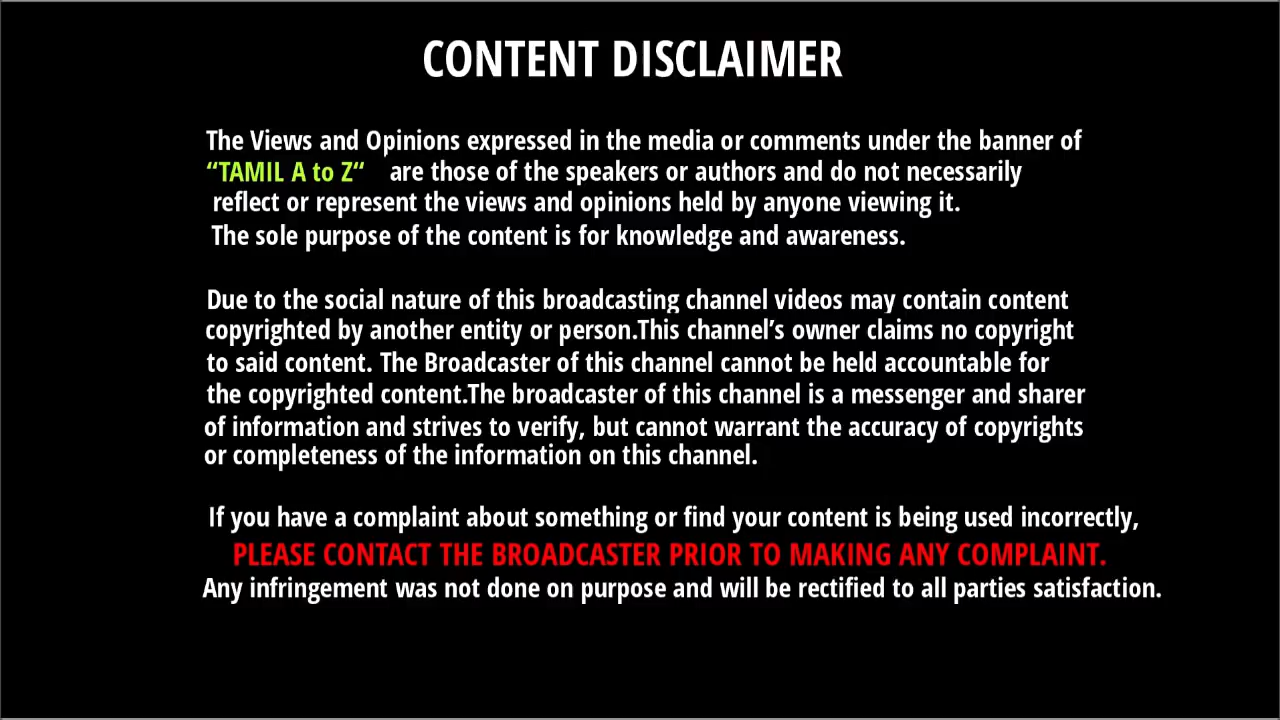 CONTENT DISCLAIMER
The Views and Opinions expressed in the media or comments under the banner of
“TAMIL A to Z“ are those of the speakers or authors and do not necessarily
reflect or represent the views and opinions held by anyone viewing it.
The sole purpose of the content is for knowledge and awareness.
Due to the social nature of this broadcasting channel videos may contain content
copyrighted by another entity or person.This channel’s owner claims no copyright
to said content. The Broadcaster of this channel cannot be held accountable for
the copyrighted content.The broadcaster of this channel is a messenger and sharer
of information and strives to verify, but cannot warrant the accuracy of copyrights
or completeness of the information on this channel.
If you have a complaint about something or find your content is being used incorrectly,
PLEASE CONTACT THE BROADCASTER PRIOR TO MAKING ANY COMPLAINT.
Any infringement was not done on purpose and will be rectified to all parties satisfaction.